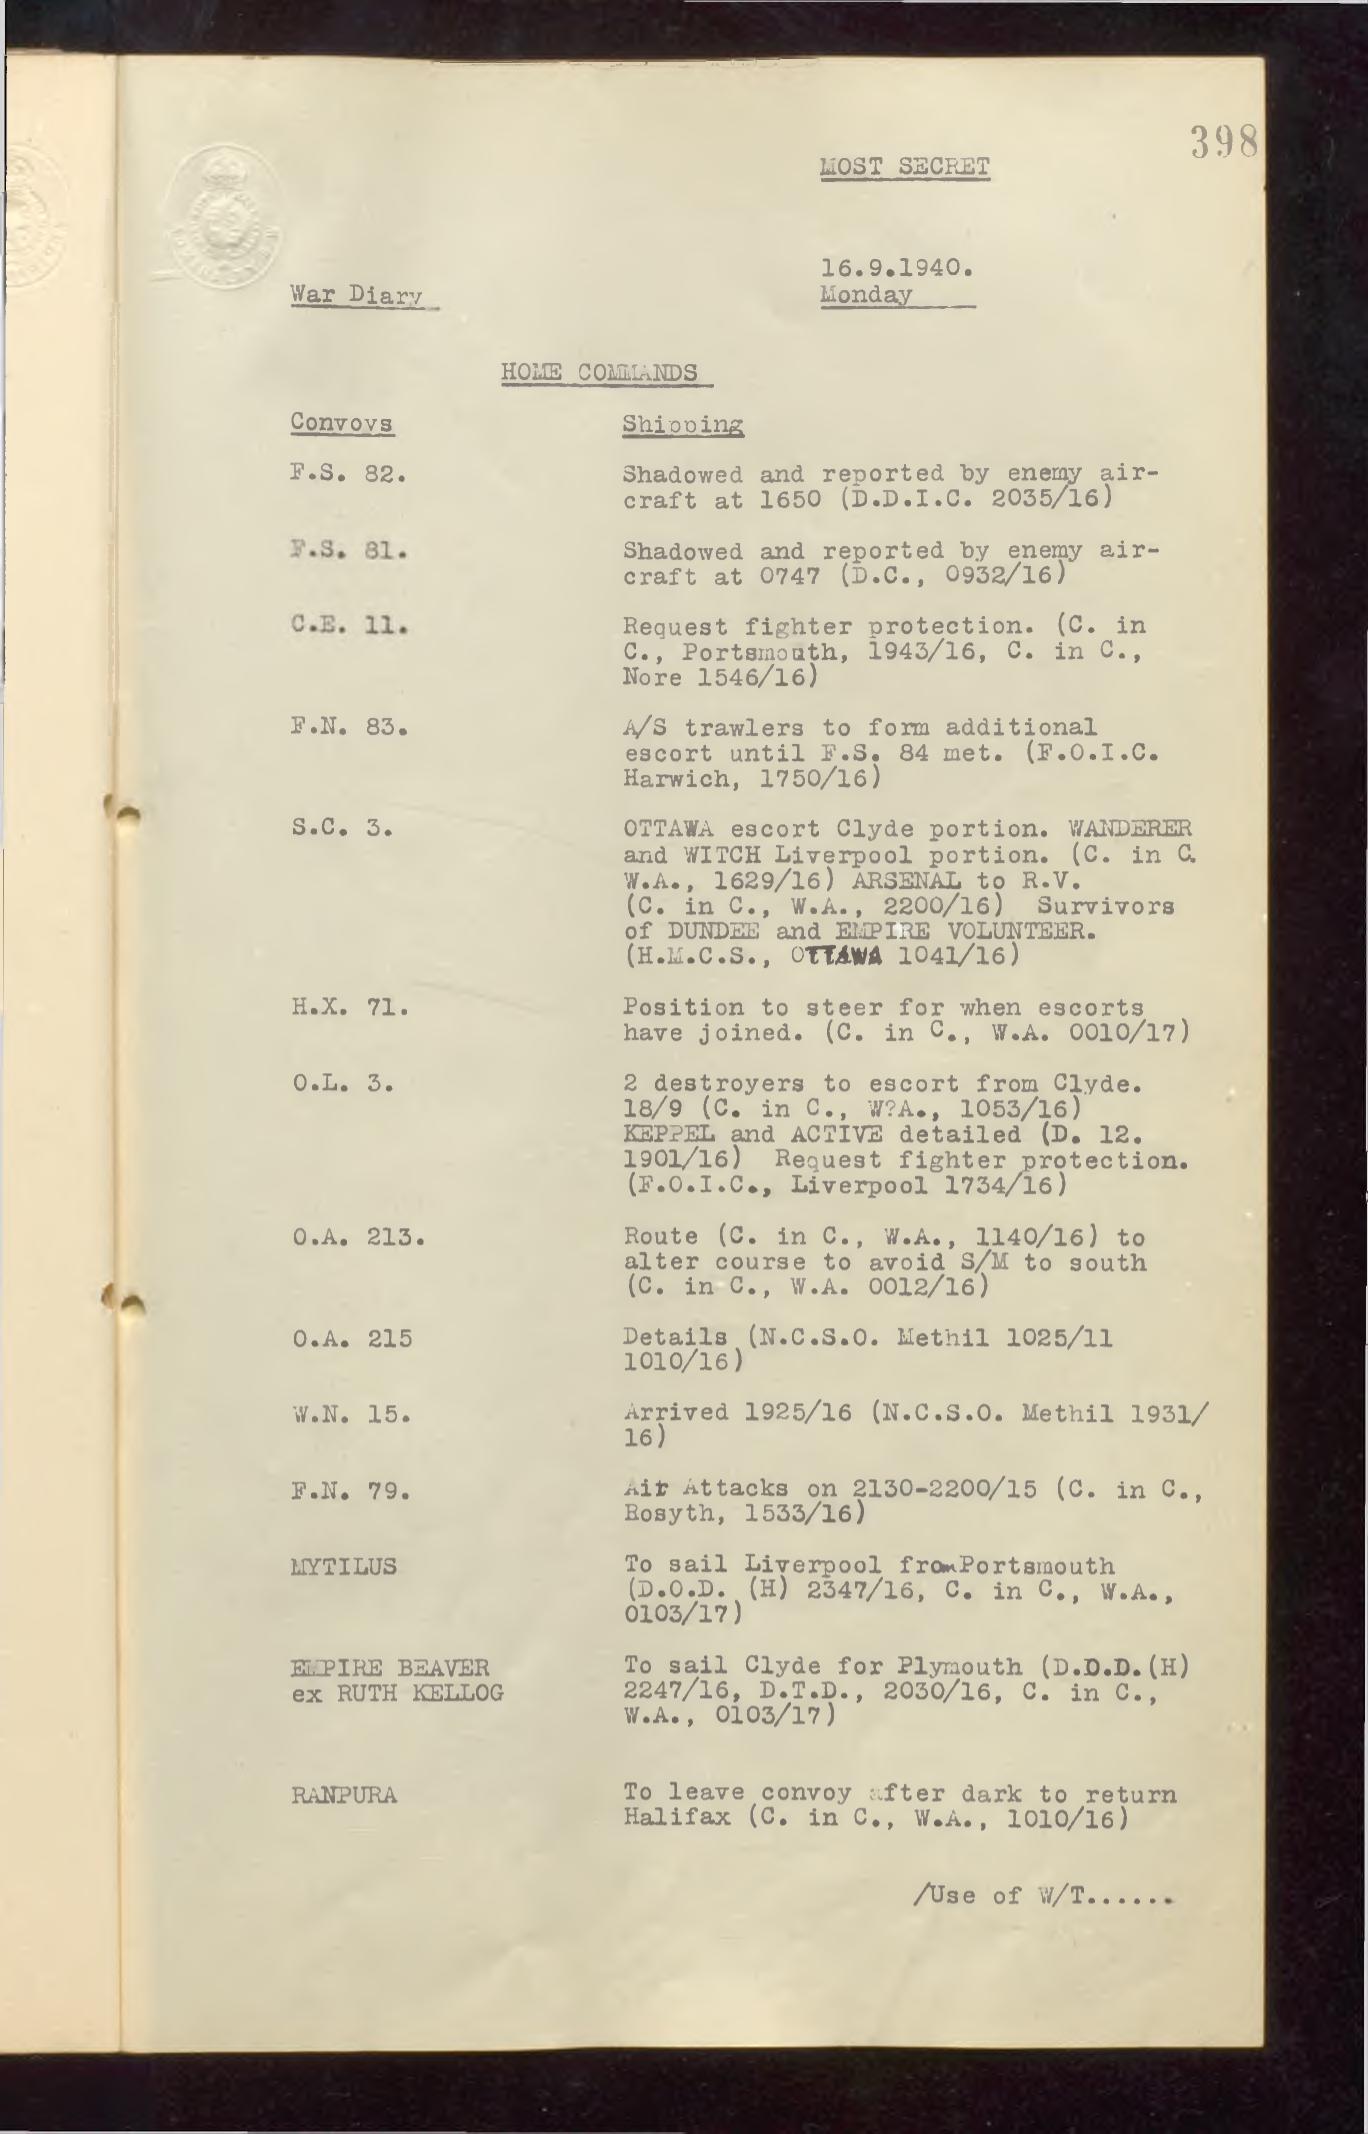 398
MOST SECRET
16.9.1940.
War Diary
Monday
HOME COMMANDS
Convoys
Shipping
F.S. 82.
Shadowed and reported by enemy air-
craft at 1650 (D.D.I.C. 2035/16)
F.S. 81.
Shadowed and reported by enemy air-
craft at 0747 (D.C., 0932/16)
C.E. 11.
Request fighter protection. (C. in
C., Portsmouth, 1943/16, C. in C.,
Nore 1546/16)
F.N. 83.
A/S trawlers to form additional
escort until F.S. 84 met. (F.O.I.C.
Harwich, 1750/16)
S.C. 3.
OTTAWA escort Clyde portion. WANDERER
and WITCH Liverpool portion. (C. in C.
W.A., 1629/16) ARSENAL to R.V.
(C. in C., W.A., 2200/16) Survivors
of DUNDEE and EMPIRE VOLUNTEER.
(H.M.C.S., OTTAWA 1041/16)
H.X. 71.
Position to steer for when escorts
have joined. (C. in C., W.A. 0010/17)
O.L. 3.
2 destroyers to escort from Clyde.
18/9 (C. in C., W?A., 1053/16)
KEPPEL and ACTIVE detailed (D. 12.
1901/16) Request fighter protection.
(F.O.I.C., Liverpool 1734/16)
O.A. 213.
Route (C. in C., W.A., 1140/16) to
alter course to avoid S/M to south
(C. in C., W.A. 0012/16)
O.A. 215
Details (N.C.S.O. Methil 1025/11
1010/16)
W.N. 15.
Arrived 1925/16 (N.C.S.O. Methil 1931/
16)
F.N. 79.
Air Attacks on 2130-2200/15 (C. in C.,
Rosyth, 1533/16)
MYTILUS
To sail Liverpool from Portsmouth
(D.O.D. (H) 2347/16, C. in C., W.A.,
0103/17)
EMPIRE BEAVER
ex RUTH KELLOG
To sail Clyde for Plymouth (D.O.D.(H)
2247/16, D.T.D., 2030/16, C. in C.,
W.A., 0103/17)
RANPURA
To leave convoy after dark to return
Halifax (C. in C., W.A., 1010/16)
/Use of W/T......